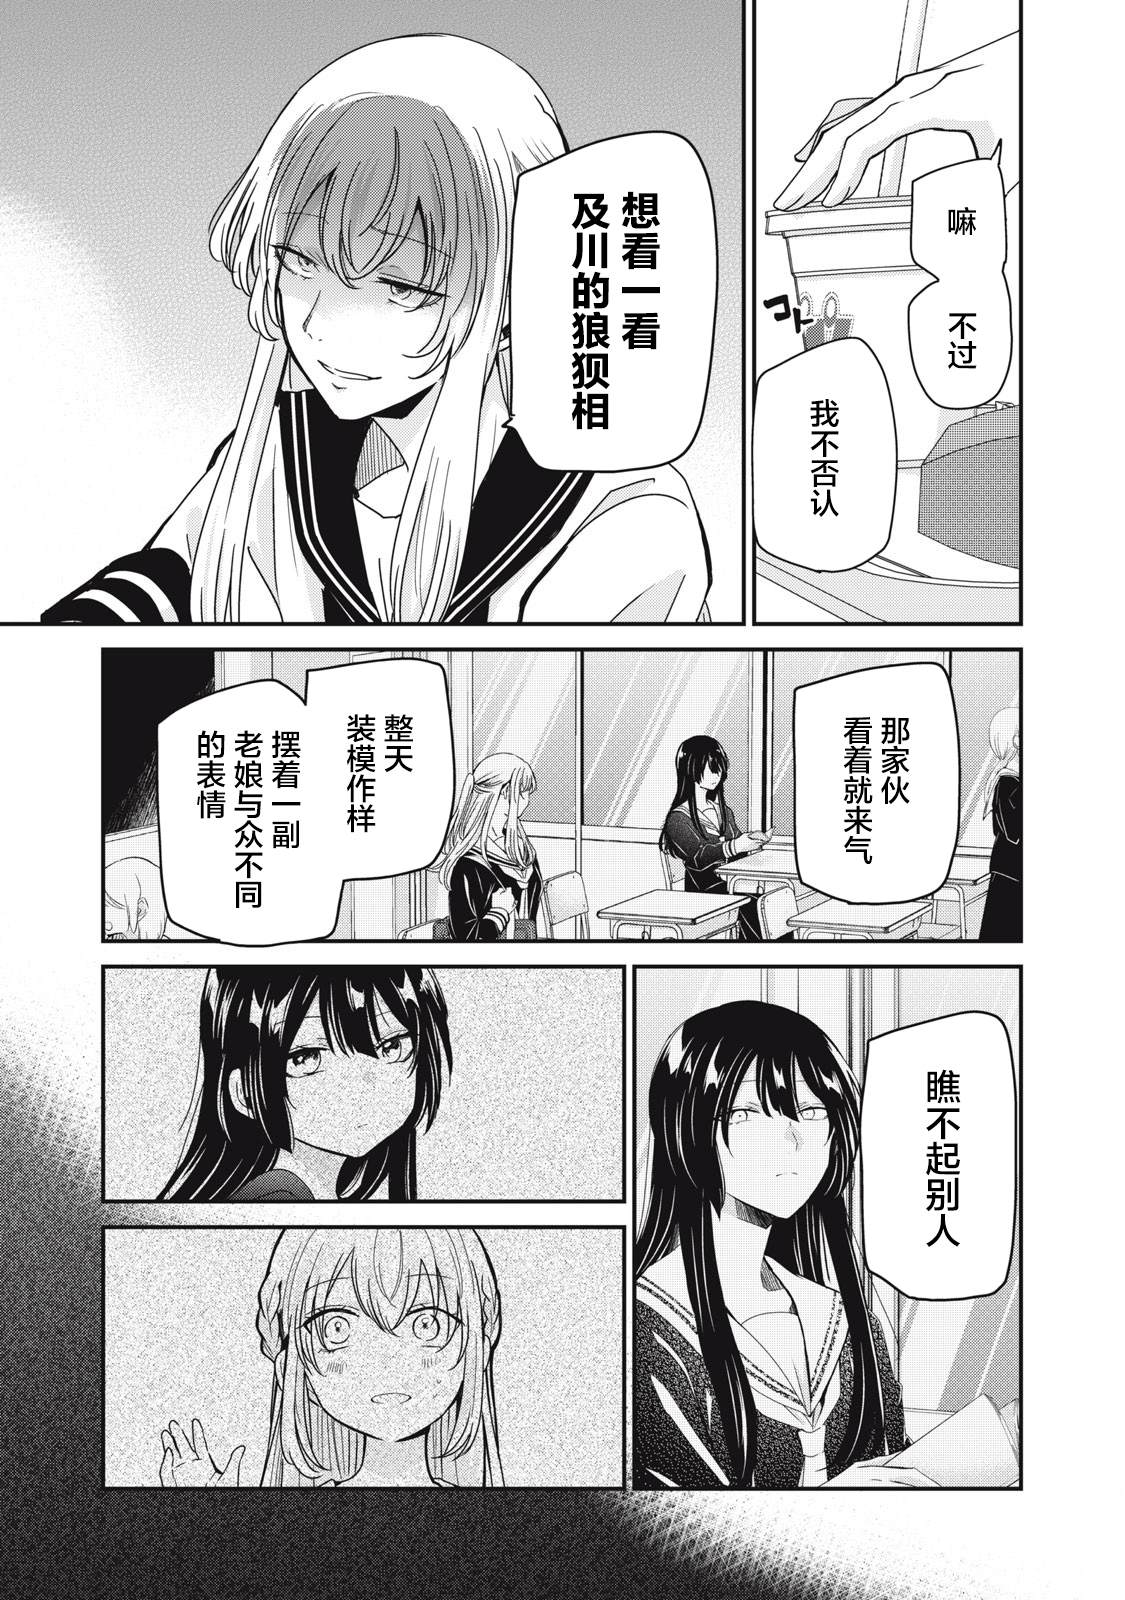 嘛
不过
コト
我不否认
想看一看
及川的狼狈相
那家伙
看着就来气
整天
装模作样
摆着一副
老娘与众不同
的表情
瞧不起别人